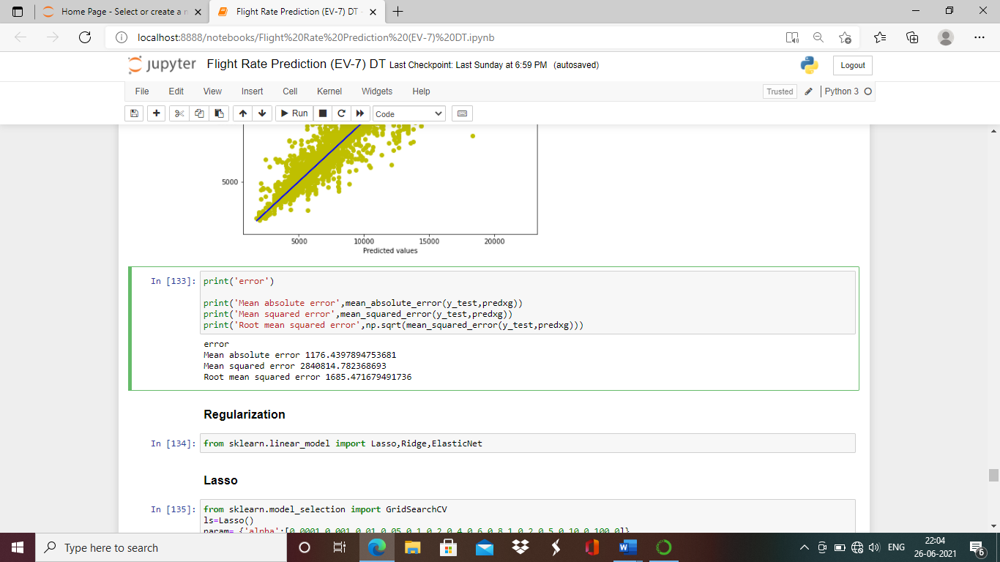 Home Page - Select or create a n
Flight Rate Prediction (EV-7) DT -
localhost:8888/notebooks/Flight%20Rate%20Prediction%20(EV-7)%20DT.ipynb
jupyter Flight Rate Prediction (EV-7) DT Last Checkpoint: Last Sunday at 6:59 PM (autosaved)
Logout
File Edit View Insert Cell Kernel Widgets Help
Trusted
Python 3
Run
Code
5000
5000 10000 15000 20000
Predicted values
In [133]: print('error')
print('Mean absolute error',mean_absolute_error(y_test,predxg))
print('Mean squared error',mean_squared_error(y_test,predxg))
print('Root mean squared error',np.sqrt(mean_squared_error(y_test,predxg)))
error
Mean absolute error 1176.4397894753681
Mean squared error 2840814.782368693
Root mean squared error 1685.471679491736
Regularization
In [134]: from sklearn.linear_model import Lasso,Ridge,ElasticNet
Lasso
In [135]: from sklearn.model_selection import GridSearchCV
ls=Lasso()
param= {'alpha':[0.0001,0.001,0.01,0.05,0.1,0.2,0.4,0.6,0.8,1.0,2.0,5.0,10.0,100.0]}
Type here to search
ENG
22:04
26-06-2021
6